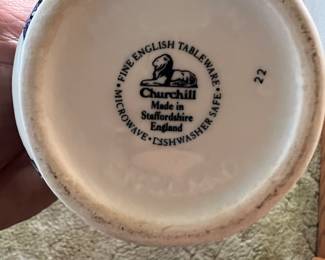 · FINE ENGLISH TABLEWARE ·
Churchill
Made in
Staffordshire
England
MICROWAVE · DISHWASHER SAFE
22